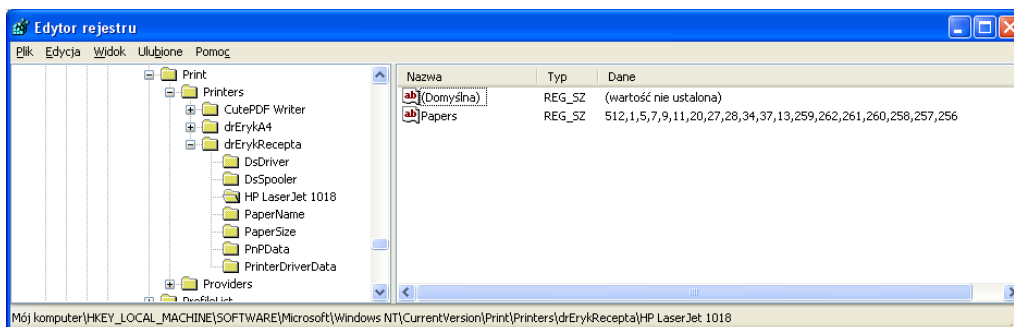 Edytor rejestru
Plik Edycja Widok Ulubione Pomoc
Print
Printers
CutePDF Writer
drErykA4
drErykRecepta
DsDriver
DsSpooler
HP LaserJet 1018
PaperName
PaperSize
PnPData
PrinterDriverData
Providers
ProfileList
Nazwa Typ Dane
ab (Domyślna) REG_SZ (wartość nie ustalona)
ab Papers REG_SZ 512,1,5,7,9,11,20,27,28,34,37,13,259,262,261,260,258,257,256
Mój komputer\HKEY_LOCAL_MACHINE\SOFTWARE\Microsoft\Windows NT\CurrentVersion\Print\Printers\drErykRecepta\HP LaserJet 1018